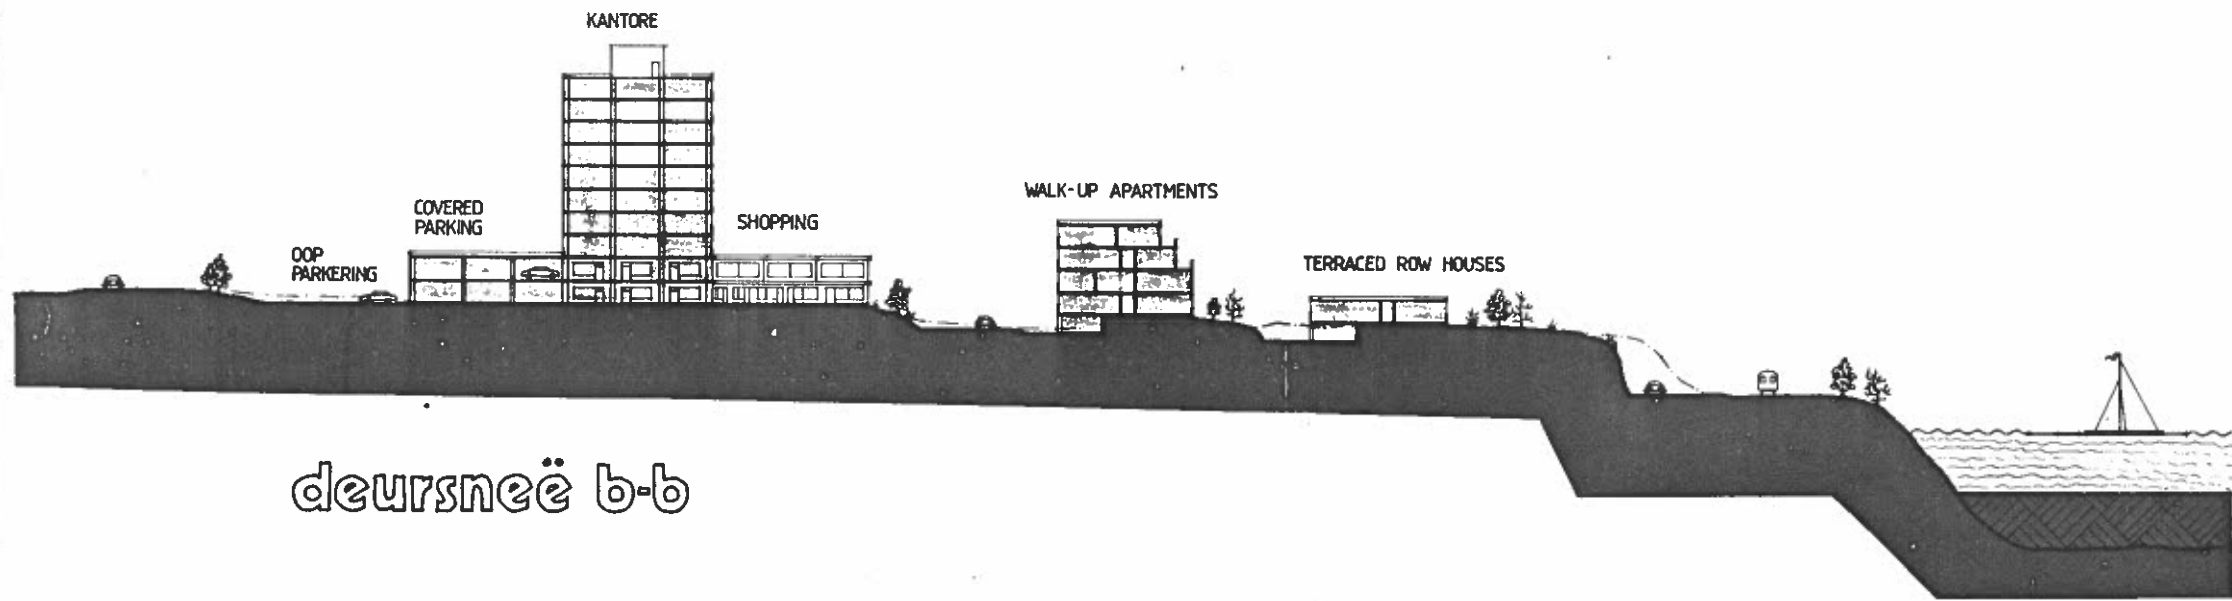 KANTORE
COVERED
PARKING
OOP
PARKERING
SHOPPING
WALK-UP APARTMENTS
TERRACED ROW HOUSES
deursneë b-b